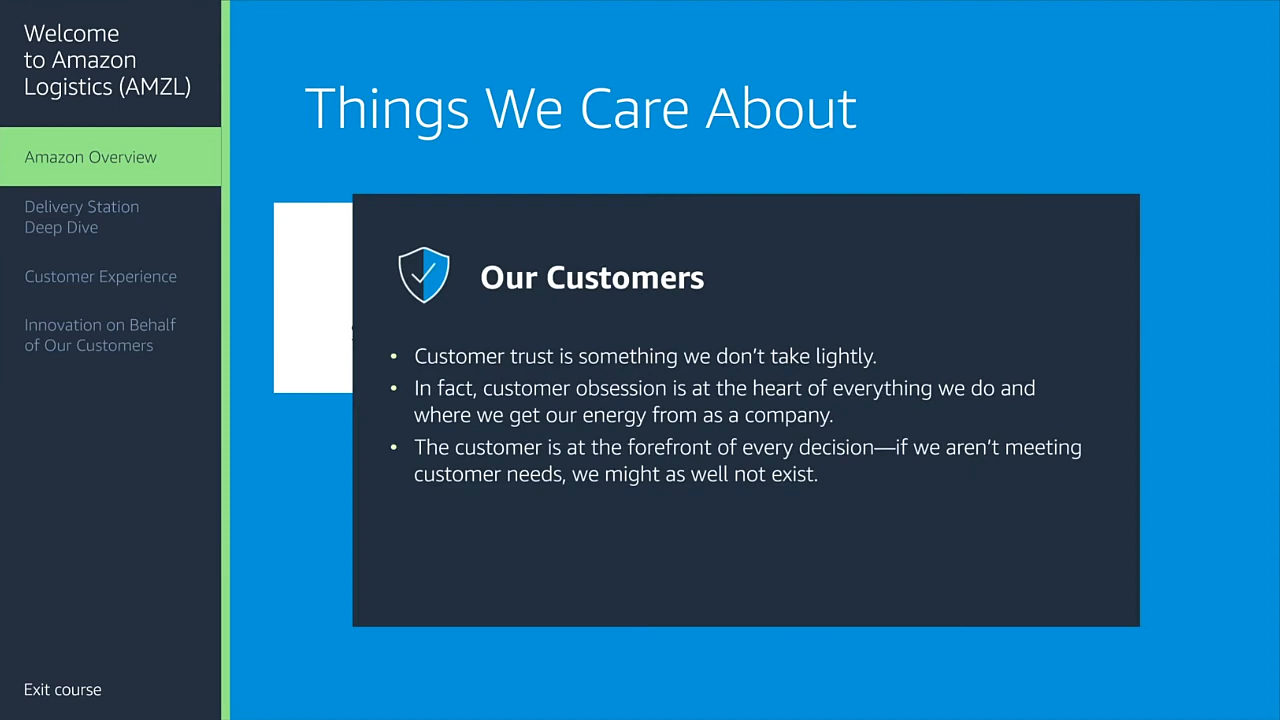 Welcome
to Amazon
Logistics (AMZL)
Amazon Overview
Delivery Station
Deep Dive
Customer Experience
Innovation on Behalf
of Our Customers
Exit course
Things We Care About
Our Customers
• Customer trust is something we don’t take lightly.
• In fact, customer obsession is at the heart of everything we do and
where we get our energy from as a company.
• The customer is at the forefront of every decision—if we aren’t meeting
customer needs, we might as well not exist.